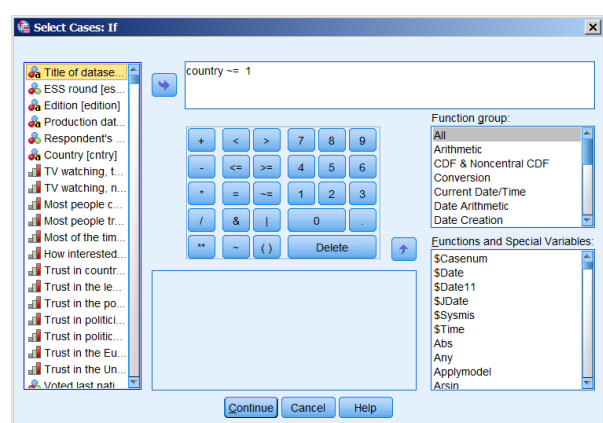 Select Cases: If
Title of datase...
ESS round [es...
Edition [edition]
Production dat...
Respondent's ...
Country [cntry]
TV watching, t...
TV watching, n...
Most people c...
Most people tr...
Most of the tim...
How interested...
Trust in countr...
Trust in the le...
Trust in the po...
Trust in politici...
Trust in politic...
Trust in the Eu...
Trust in the Un...
Voted last nati...
country ~= 1
+ < > 7 8 9
- <= >= 4 5 6
* = ~= 1 2 3
/ & | 0 .
** ~ ( ) Delete
Function group:
All
Arithmetic
CDF & Noncentral CDF
Conversion
Current Date/Time
Date Arithmetic
Date Creation
Functions and Special Variables:
$Casenum
$Date
$Date11
$JDate
$Sysmis
$Time
Abs
Any
Applymodel
Arsin
Continue Cancel Help